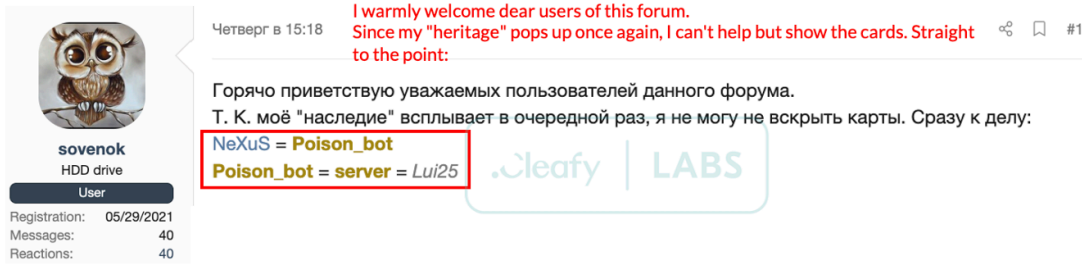 I warmly welcome dear users of this forum.
Since my "heritage" pops up once again, I can't help but show the cards. Straight
to the point:
Четверг в 15:18
#1
Горячо приветствую уважаемых пользователей данного форума.
Т. К. моё "наследие" всплывает в очередной раз, я не могу не вскрыть карты. Сразу к делу:
NeXuS = Poison_bot
Poison_bot = server = Lui25
sovenok
HDD drive
User
Registration: 05/29/2021
Messages: 40
Reactions: 40
.Cleafy | LABS